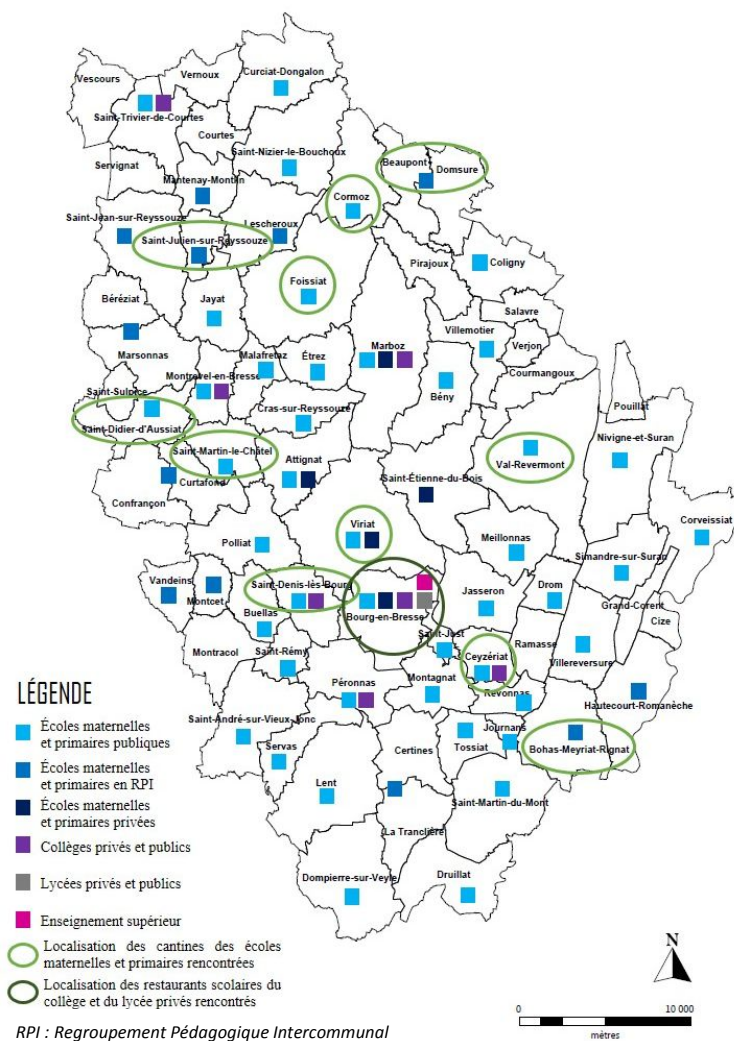 Curciat-Dongalon
Vernoux
Vescours
Saint-Trivier-de-Courtes
Courtes
Saint-Nizier-le-Bouchoux
Servignat
Beaupont
Domsure
Mantenay-Montlin
Cormoz
Saint-Jean-sur-Reyssouze
Lescheroux
Saint-Julien-sur-Reyssouze
Pirajoux
Coligny
Foissiat
Béréziat
Jayat
Salavre
Villemotier
Verjon
Marsonnas
Malafretaz
Étrez
Marboz
Courmangoux
Montrevel-en-Bresse
Saint-Sulpice
Bény
Pouillat
Cras-sur-Reyssouze
Saint-Didier-d'Aussiat
Nivigne-et-Suran
Saint-Martin-le-Châtel
Val-Revermont
Attignat
Saint-Étienne-du-Bois
Curtafond
Confrançon
Corveissiat
Viriat
Polliat
Meillonnas
Simandre-sur-Suran
Vandeins
Montcet
Saint-Denis-lès-Bourg
Jasseron
Drom
Grand-Corent
Buellas
Bourg-en-Bresse
Cize
Saint-Just
Ramasse
Montracol
Saint-Rémy
Ceyzériat
Villereversure
Péronnas
Montagnat
Revonnas
Hautecourt-Romanèche
Saint-André-sur-Vieux-Jonc
Journans
Bohas-Meyriat-Rignat
Servas
Certines
Tossiat
Lent
Saint-Martin-du-Mont
La Tranclière
Dompierre-sur-Veyle
Druillat
LÉGENDE
Écoles maternelles
et primaires publiques
Écoles maternelles
et primaires en RPI
Écoles maternelles
et primaires privées
Collèges privés et publics
Lycées privés et publics
Enseignement supérieur
Localisation des cantines des écoles
maternelles et primaires rencontrées
Localisation des restaurants scolaires du
collège et du lycée privés rencontrés
N
0 10 000
mètres
RPI : Regroupement Pédagogique Intercommunal